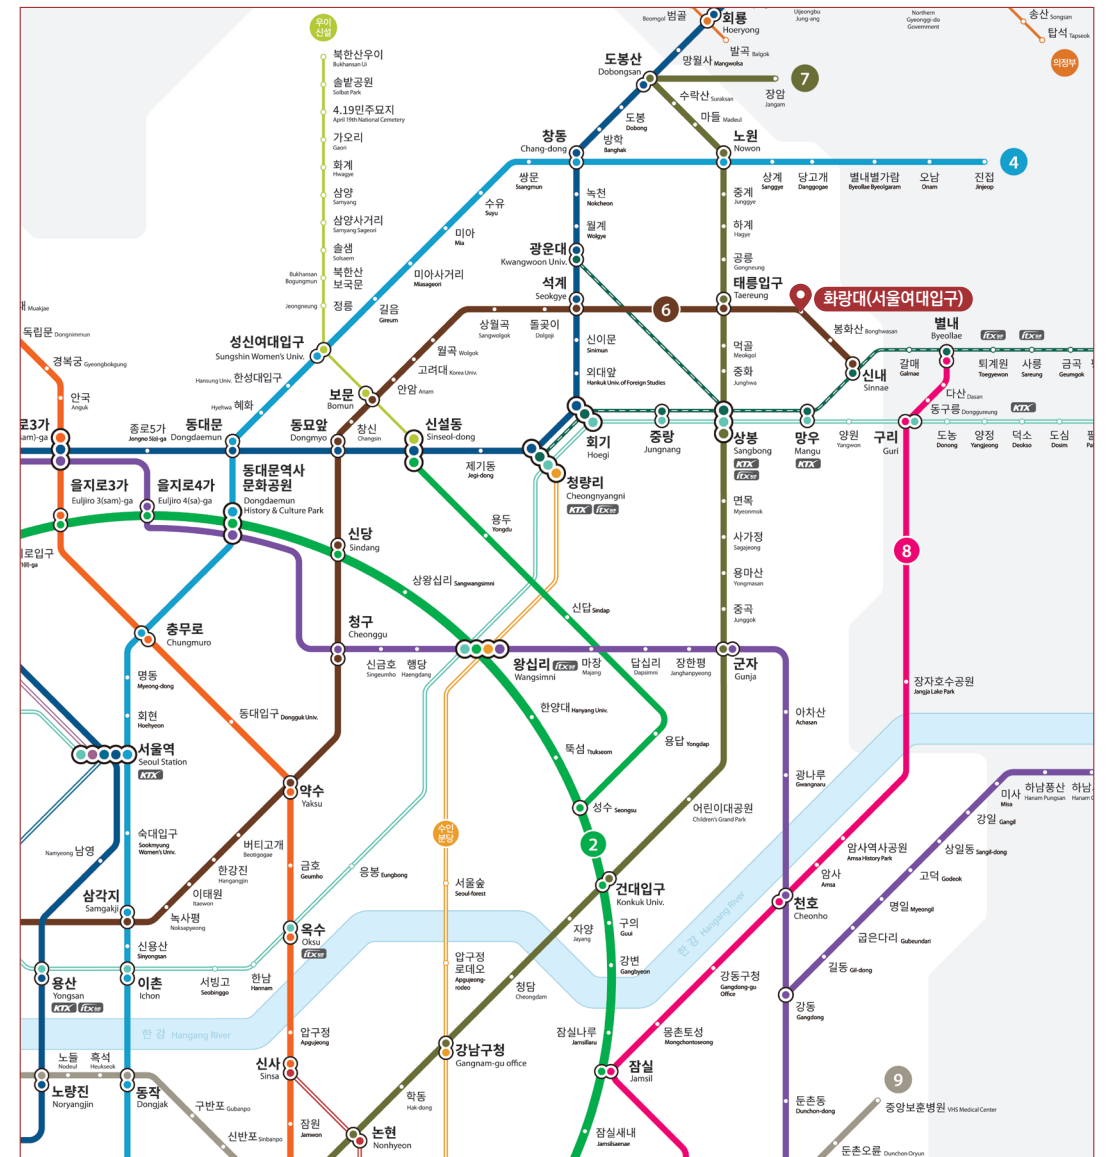 우이
신설
북한산우이
Bukhansan Ui
솔밭공원
Solbat Park
4.19민주묘지
April 19th National Cemetery
가오리
Gaori
화계
Hwagye
삼양
Samyang
삼양사거리
Samyang Sageori
솔샘
Solsaem
Bukhansan
Bogungmun
북한산
보국문
Jeongneung
정릉
Beomgol 범골
회룡
Hoeryong
발곡 Balgok
Uijeongbu
Jung-ang
Northern
Gyeonggi-do
Government
송산 Songsan
탑석 Tapseok
의정부
도봉산
Dobongsan
망월사 Mangwolsa
7
장암
Jangam
수락산 Suraksan
마들 Madeul
도봉
Dobong
방학
Banghak
창동
Chang-dong
노원
Nowon
4
쌍문
Ssangmun
수유
Suyu
미아
Mia
미아사거리
Miasageori
길음
Gireum
상계
Sanggye
당고개
Danggogae
별내별가람
Byeollae Byeolgaram
오남
Onam
진접
Jinjeop
녹천
Nokcheon
월계
Wolgye
중계
Junggye
하계
Hagye
공릉
Gongneung
광운대
Kwangwoon Univ.
석계
Seokgye
태릉입구
Taereung
6
화랑대(서울여대입구)
상월곡
Sangwolgok
돌곶이
Dolgoji
봉화산 Bonghwasan
별내
Byeollae
itx 청춘
itx 청춘
신이문
Sinimun
외대앞
Hankuk Univ. of Foreign Studies
먹골
Meokgol
중화
Junghwa
신내
Sinnae
갈매
Galmae
퇴계원
Toegyewon
사릉
Sareung
금곡
Geumgok
다산 Dasan
동구릉 Donggureung
KTX
Muakjae
독립문 Dongnimmun
경복궁 Gyeongbokgung
안국
Anguk
성신여대입구
Sungshin Women's Univ.
Hansung Univ. 한성대입구
Hyehwa 혜화
월곡 Wolgok
고려대 Korea Univ.
안암 Anam
보문
Bomun
창신
Changsin
종로5가
Jongno 5(o)-ga
동대문
Dongdaemun
동묘앞
Dongmyo
신설동
Sinseol-dong
제기동
Jegi-dong
회기
Hoegi
중랑
Jungnang
상봉
Sangbong
KTX
itx 청춘
망우
Mangu
KTX
양원
Yangwon
구리
Guri
도농
Donong
양정
Yangjeong
덕소
Deokso
도심
Dosim
청량리
Cheongnyangni
KTX
itx 청춘
을지로3가
Euljiro 3(sam)-ga
을지로4가
Euljiro 4(sa)-ga
동대문역사
문화공원
Dongdaemun
History & Culture Park
신당
Sindang
용두
Yongdu
면목
Myeonmok
사가정
Sagajeong
용마산
Yongmasan
중곡
Junggok
8
상왕십리 Sangwangsimni
신답 Sindap
충무로
Chungmuro
청구
Cheonggu
신금호
Singeumho
행당
Haengdang
왕십리
Wangsimni
itx 청춘
마장
Majang
답십리
Dapsimni
장한평
Janghanpyeong
군자
Gunja
명동
Myeong-dong
회현
Hoehyeon
서울역
Seoul Station
KTX
동대입구 Dongguk Univ.
한양대 Hanyang Univ.
뚝섬 Ttukseom
용답 Yongdap
장자호수공원
Jangja Lake Park
아차산
Achasan
광나루
Gwangnaru
약수
Yaksu
성수 Seongsu
어린이대공원
Children's Grand Park
미사
Misa
하남풍산
Hanam Pungsan
강일 Gangil
상일동 Sangil-dong
고덕 Godeok
명일 Myeongil
굽은다리 Gubeundari
길동 Gil-dong
수인
분당
2
숙대입구
Sookmyung
Women's Univ.
Namyeong 남영
버티고개
Beotigogae
한강진
Hangangjin
이태원
Itaewon
녹사평
Noksapyeong
금호
Geumho
응봉 Eungbong
서울숲
Seoul-forest
암사역사공원
Amsa History Park
암사
Amsa
천호
Cheonho
건대입구
Konkuk Univ.
삼각지
Samgakji
신용산
Sinyongsan
옥수
Oksu
itx 청춘
압구정
로데오
Apgujeong-
rodeo
자양
Jayang
구의
Guui
강변
Gangbyeon
한강 Hangang River
강동구청
Gangdong-gu
Office
강동
Gangdong
용산
Yongsan
KTX
itx 청춘
이촌
Ichon
서빙고
Seobinggo
한남
Hannam
청담
Cheongdam
한강 Hangang River
압구정
Apgujeong
강남구청
Gangnam-gu office
잠실나루
Jamsillaru
몽촌토성
Mongchontoseong
잠실
Jamsil
노들
Nodeul
흑석
Heukseok
노량진
Noryangjin
동작
Dongjak
신사
Sinsa
구반포 Gubanpo
신반포 Sinbanpo
잠원
Jamwon
논현
Nonhyeon
학동
Hak-dong
잠실새내
Jamsilsaenae
둔촌동
Dunchon-dong
9
중앙보훈병원 VHS Medical Center
둔촌오륜 Dunchon Oryun